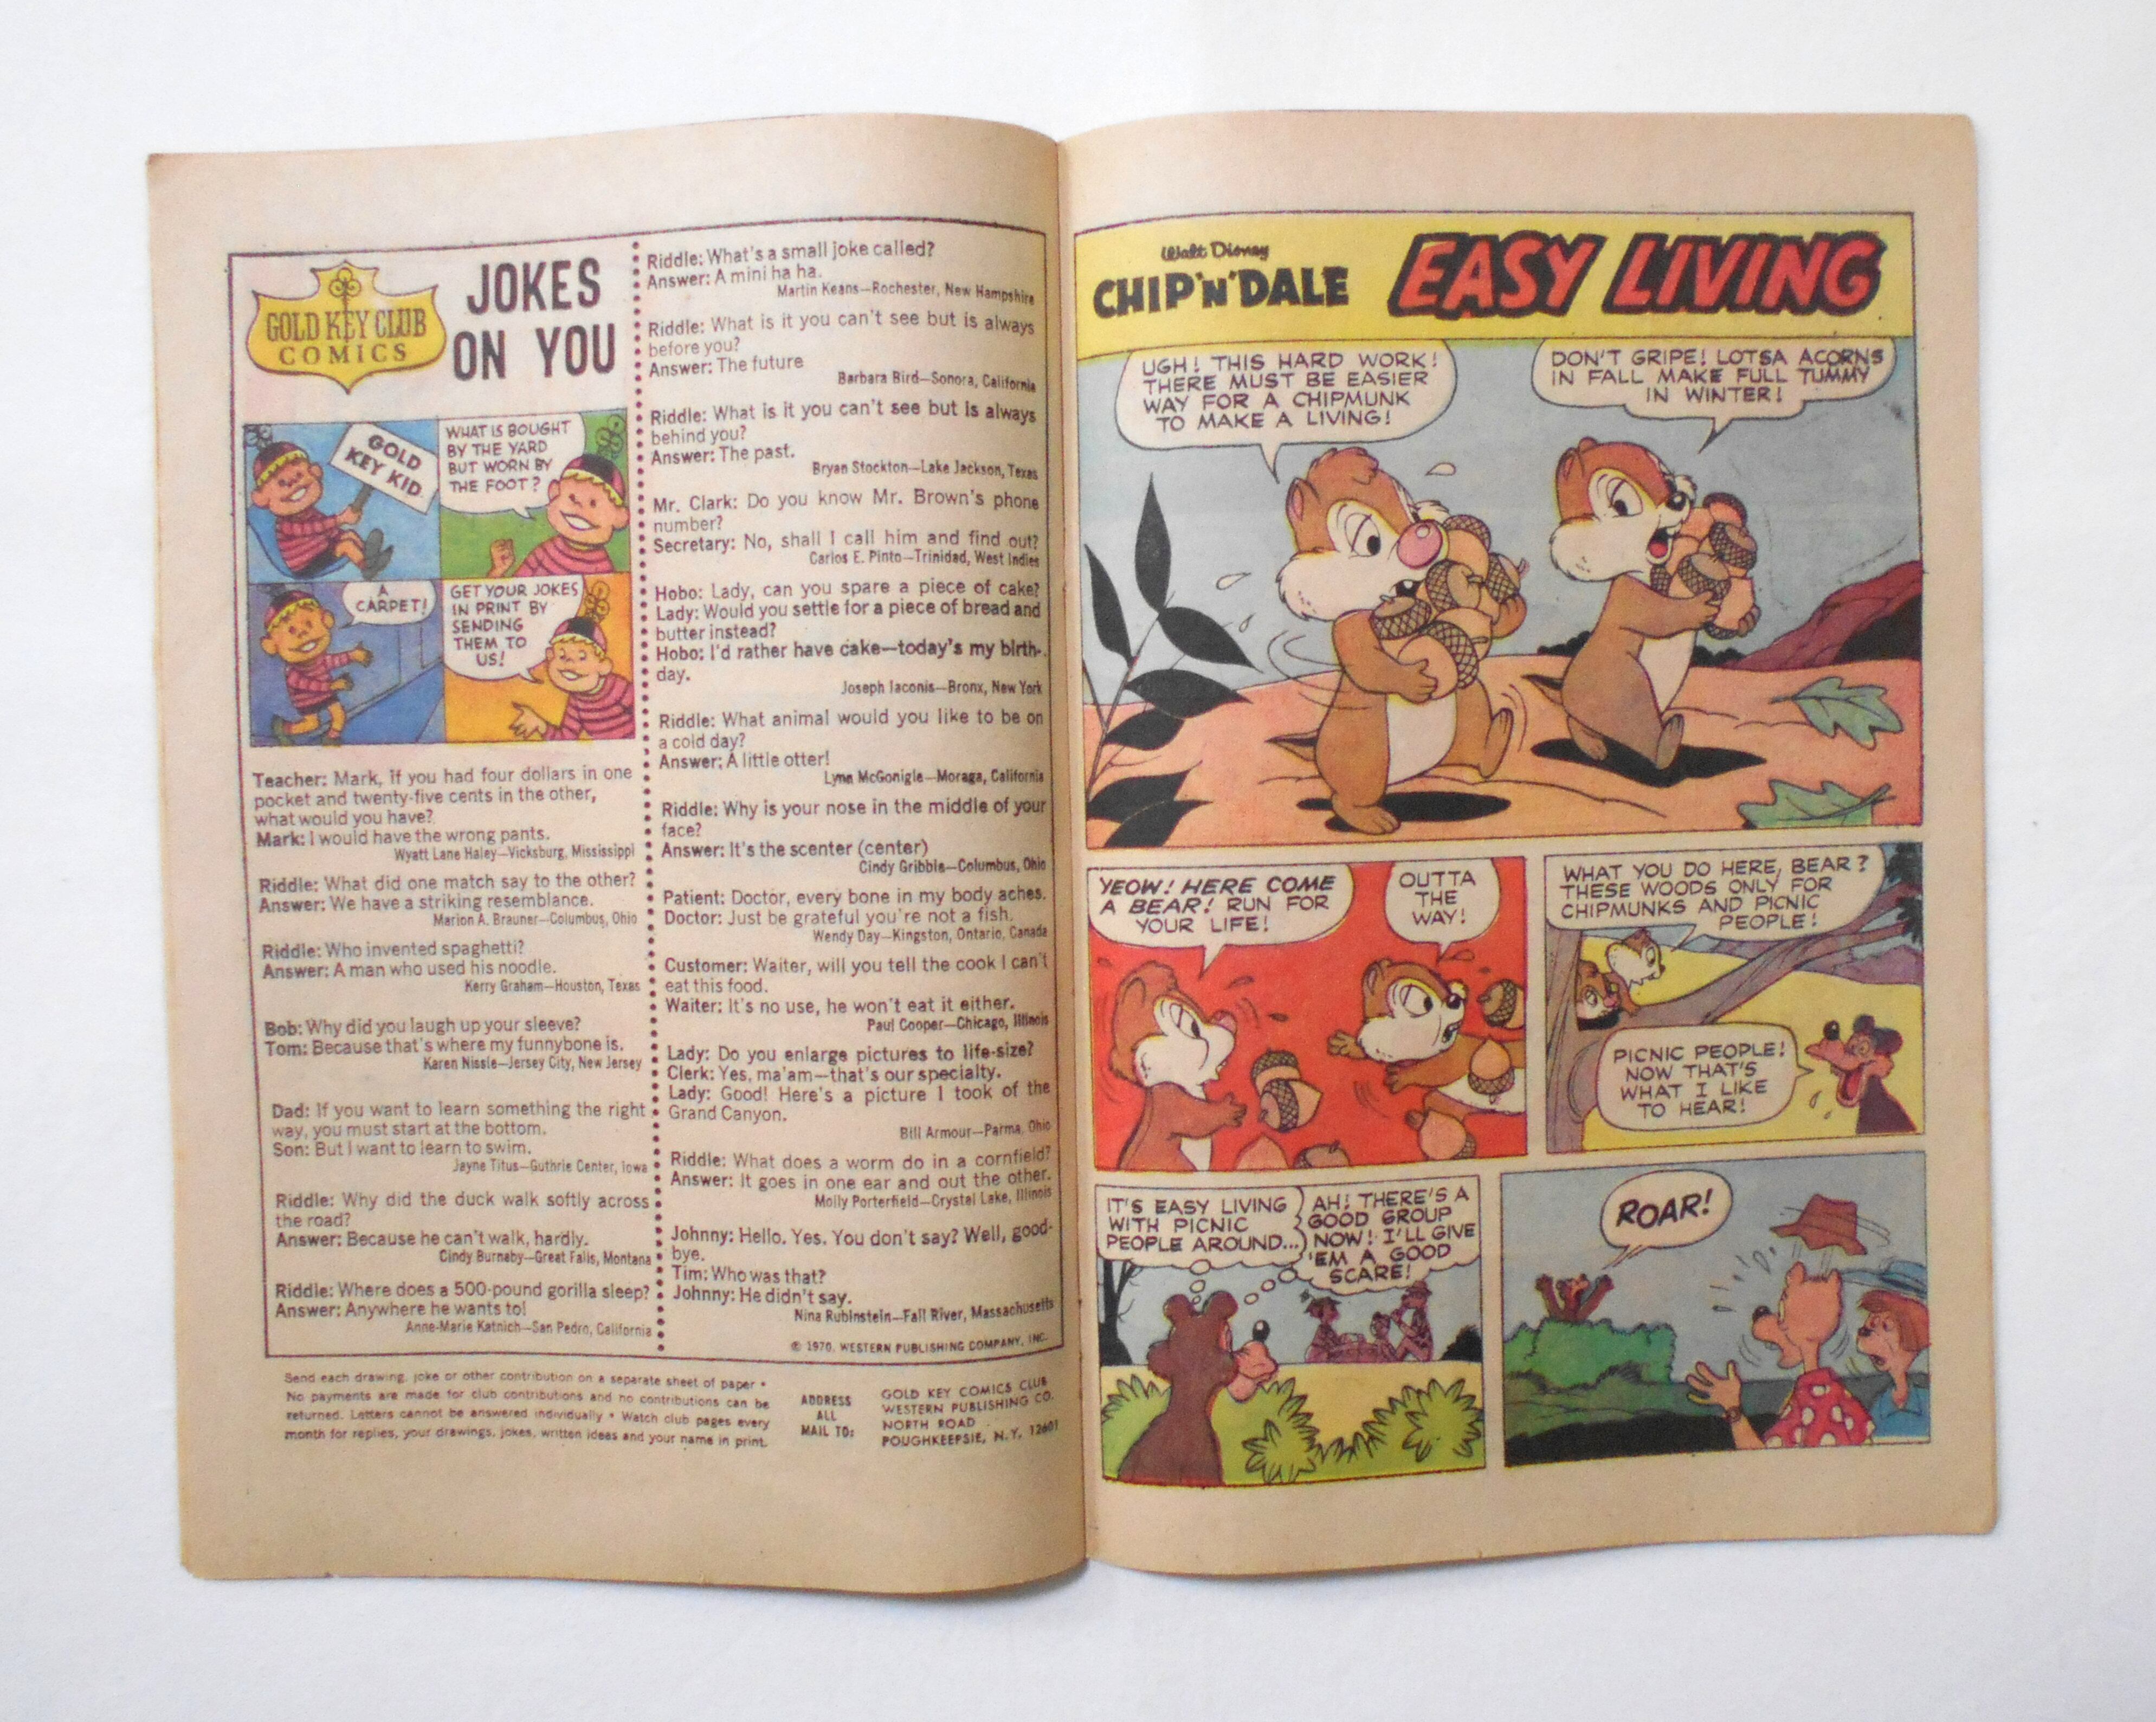 GOLD KEY CLUB
COMICS
JOKES
ON YOU
GOLD
KEY KID
WHAT IS BOUGHT
BY THE YARD
BUT WORN BY
THE FOOT?
A
CARPET!
GET YOUR JOKES
IN PRINT BY
SENDING
THEM TO
US!
Teacher: Mark, if you had four dollars in one
pocket and twenty-five cents in the other,
what would you have?
Mark: I would have the wrong pants.
Wyatt Lane Haley—Vicksburg, Mississippi
Riddle: What did one match say to the other?
Answer: We have a striking resemblance.
Marion A. Brauner—Columbus, Ohio
Riddle: Who invented spaghetti?
Answer: A man who used his noodle.
Kerry Graham—Houston, Texas
Bob: Why did you laugh up your sleeve?
Tom: Because that's where my funnybone is.
Karen Nissle—Jersey City, New Jersey
Dad: If you want to learn something the right
way, you must start at the bottom.
Son: But I want to learn to swim.
Jayne Titus—Guthrie Center, Iowa
Riddle: Why did the duck walk softly across
the road?
Answer: Because he can't walk, hardly.
Cindy Burnaby—Great Falls, Montana
Riddle: Where does a 500-pound gorilla sleep?
Answer: Anywhere he wants to!
Anne-Marie Katnich—San Pedro, California
Riddle: What's a small joke called?
Answer: A mini ha ha.
Martin Keans—Rochester, New Hampshire
Riddle: What is it you can't see but is always
before you?
Answer: The future
Barbara Bird—Sonora, California
Riddle: What is it you can't see but is always
behind you?
Answer: The past.
Bryan Stockton—Lake Jackson, Texas
Mr. Clark: Do you know Mr. Brown's phone
number?
Secretary: No, shall I call him and find out?
Carlos E. Pinto—Trinidad, West Indies
Hobo: Lady, can you spare a piece of cake?
Lady: Would you settle for a piece of bread and
butter instead?
Hobo: I'd rather have cake—today's my birth-
day.
Joseph Iaconis—Bronx, New York
Riddle: What animal would you like to be on
a cold day?
Answer: A little otter!
Lynn McGonigle—Moraga, California
Riddle: Why is your nose in the middle of your
face?
Answer: It's the scenter (center)
Cindy Gribble—Columbus, Ohio
Patient: Doctor, every bone in my body aches.
Doctor: Just be grateful you're not a fish.
Wendy Day—Kingston, Ontario, Canada
Customer: Waiter, will you tell the cook I can't
eat this food.
Waiter: It's no use, he won't eat it either.
Paul Cooper—Chicago, Illinois
Lady: Do you enlarge pictures to life-size?
Clerk: Yes, ma'am—that's our specialty.
Lady: Good! Here's a picture I took of the
Grand Canyon.
Bill Armour—Parma, Ohio
Riddle: What does a worm do in a cornfield?
Answer: It goes in one ear and out the other.
Molly Porterfield—Crystal Lake, Illinois
Johnny: Hello. Yes. You don't say? Well, good-
bye.
Tim: Who was that?
Johnny: He didn't say.
Nina Rubinstein—Fall River, Massachusetts
© 1970, WESTERN PUBLISHING COMPANY, INC.
Send each drawing, joke or other contribution on a separate sheet of paper •
No payments are made for club contributions and no contributions can be
returned. Letters cannot be answered individually • Watch club pages every
month for replies, your drawings, jokes, written ideas and your name in print.
ADDRESS
ALL
MAIL TO:
GOLD KEY COMICS CLUB
WESTERN PUBLISHING CO.
NORTH ROAD
POUGHKEEPSIE, N.Y. 12601
Walt Disney
CHIP 'N' DALE
EASY LIVING
UGH! THIS HARD WORK!
THERE MUST BE EASIER
WAY FOR A CHIPMUNK
TO MAKE A LIVING!
DON'T GRIPE! LOTSA ACORNS
IN FALL MAKE FULL TUMMY
IN WINTER!
YEOW! HERE COME
A BEAR! RUN FOR
YOUR LIFE!
OUTTA
THE
WAY!
WHAT YOU DO HERE, BEAR?
THESE WOODS ONLY FOR
CHIPMUNKS AND PICNIC
PEOPLE!
PICNIC PEOPLE!
NOW THAT'S
WHAT I LIKE
TO HEAR!
IT'S EASY LIVING
WITH PICNIC
PEOPLE AROUND...
AH! THERE'S A
GOOD GROUP
NOW! I'LL GIVE
'EM A GOOD
SCARE!
ROAR!